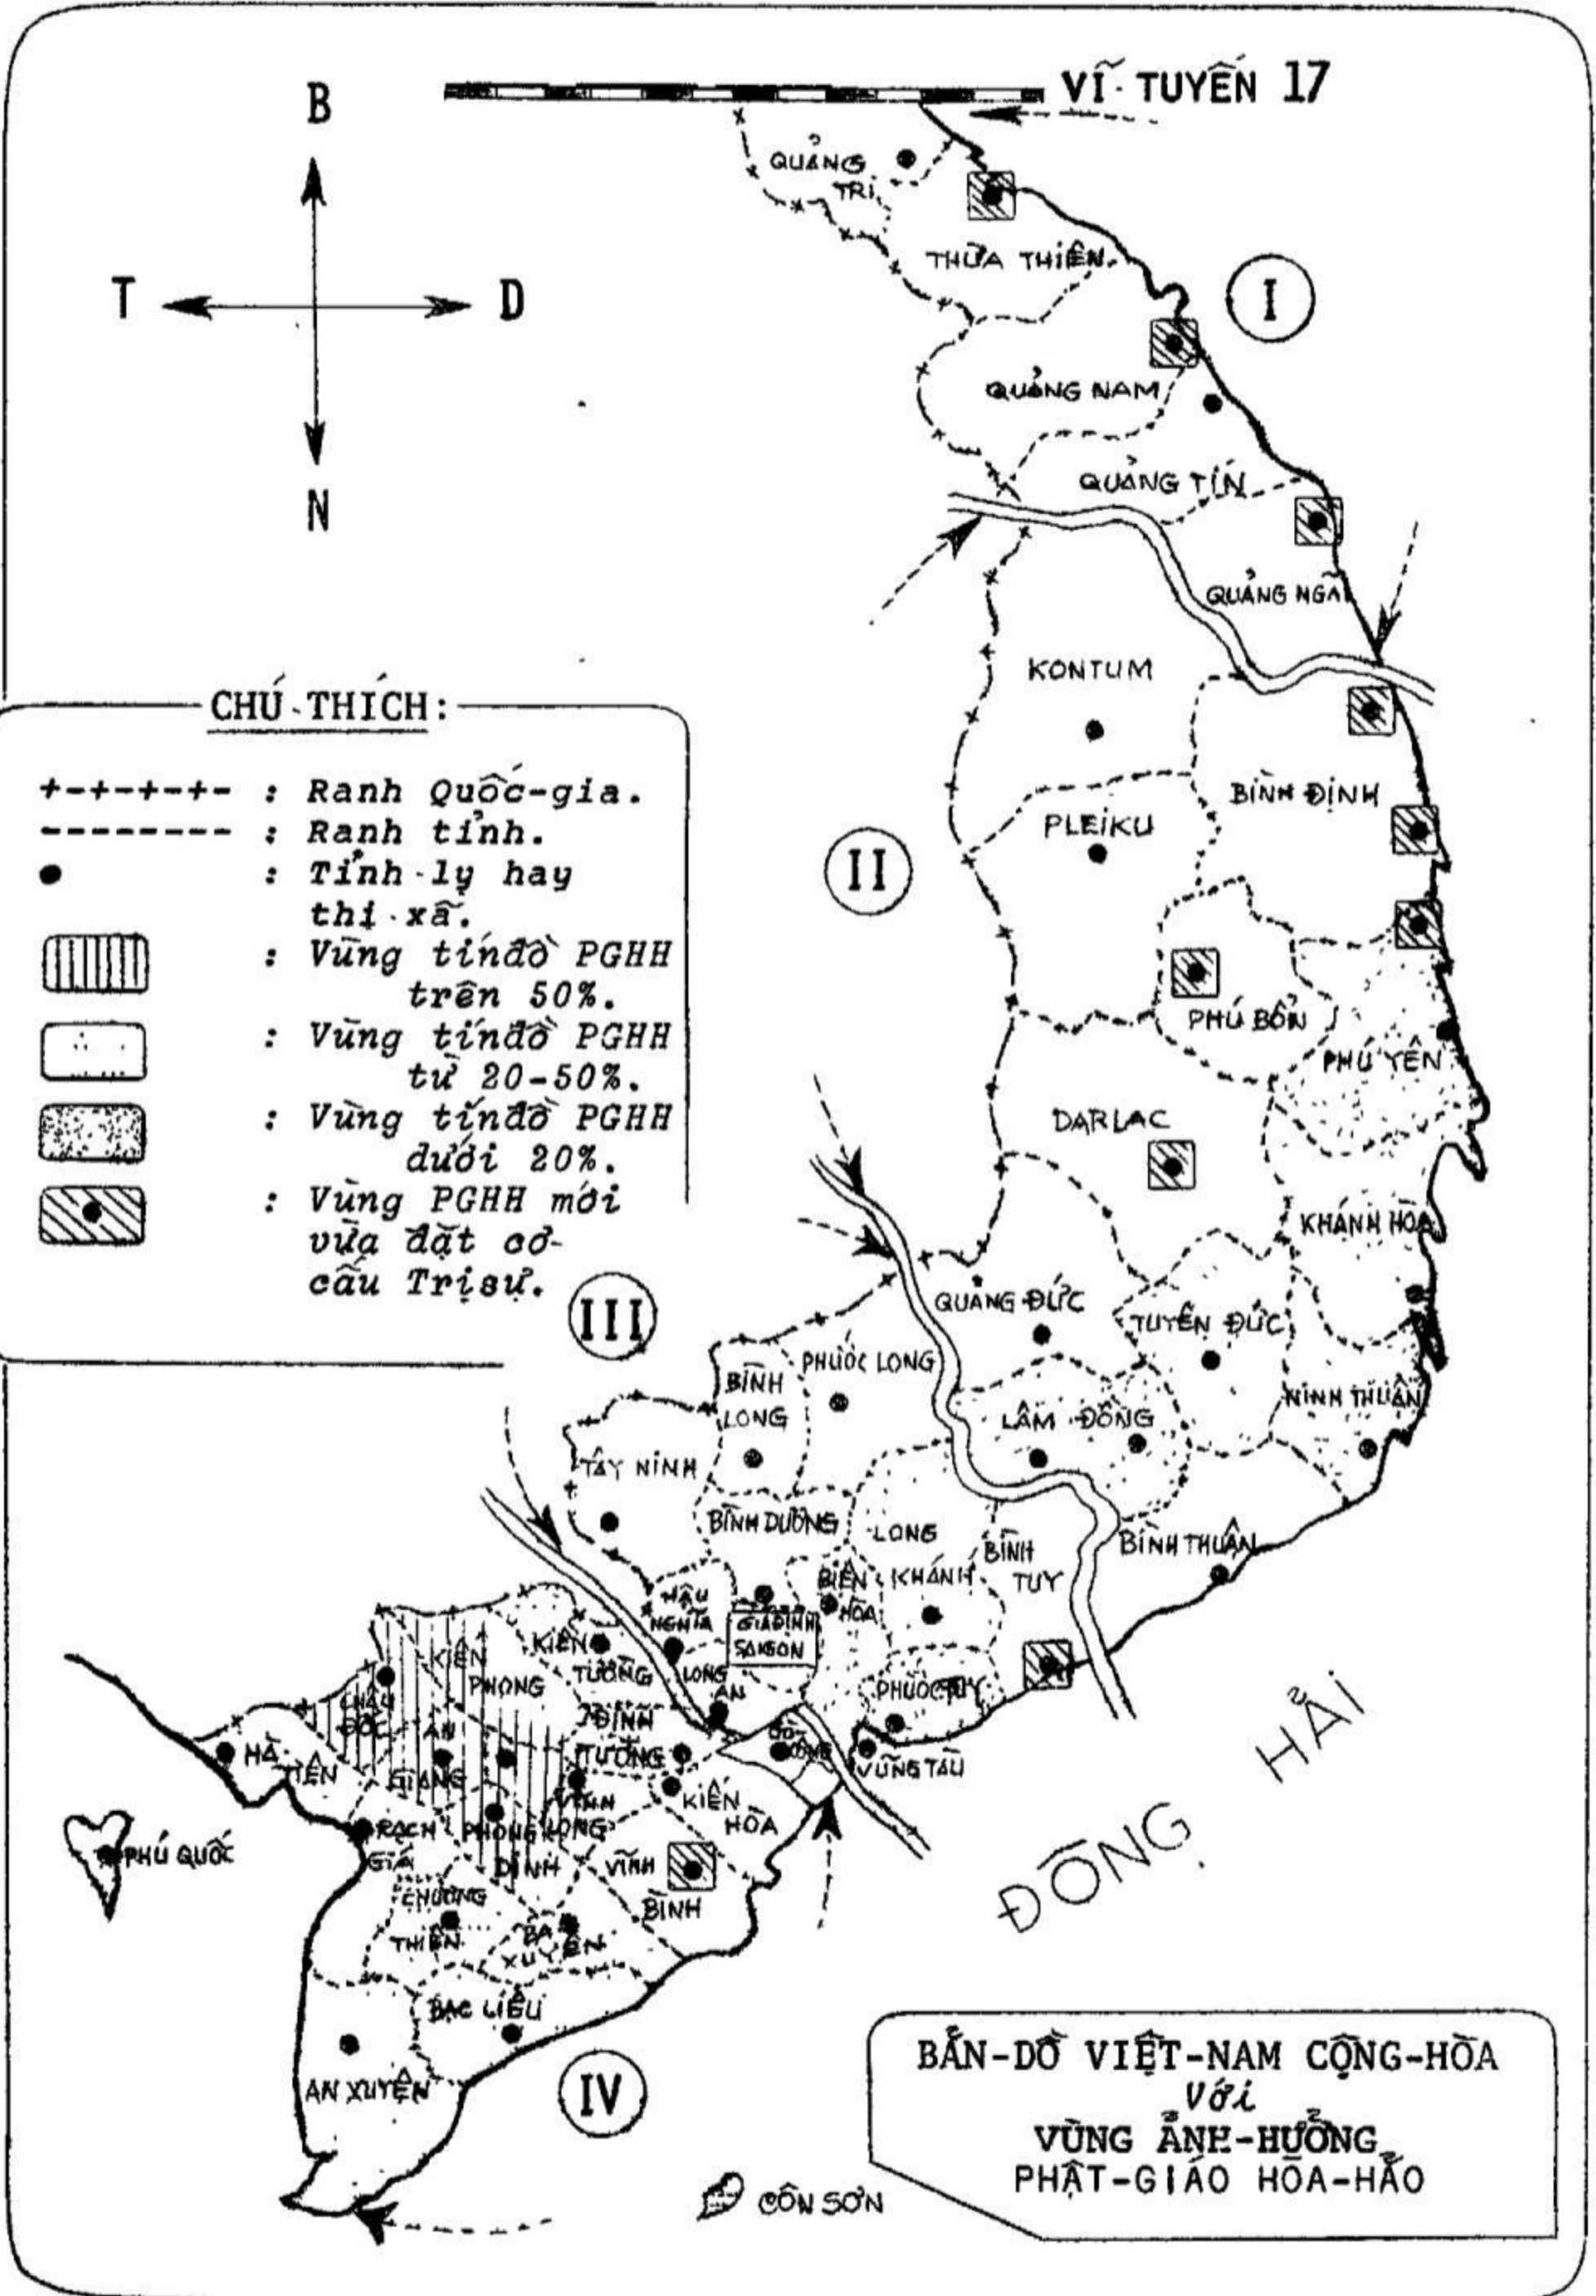 VĨ-TUYẾN 17
B
T
D
N
QUẢNG
TRỊ
THỪA THIÊN
I
QUẢNG NAM
QUẢNG TÍN
QUẢNG NGÃI
KONTUM
BÌNH ĐỊNH
PLEIKU
II
PHÚ BỔN
PHÚ YÊN
DARLAC
KHÁNH HÒA
QUẢNG ĐỨC
TUYÊN ĐỨC
NINH THUẬN
LÂM ĐỒNG
BÌNH THUẬN
CHÚ-THÍCH:
+-+-+-+- : Ranh Quốc-gia.
-------- : Ranh tỉnh.
● : Tỉnh-lỵ hay
thị-xã.
: Vùng tínđồ PGHH
trên 50%.
: Vùng tínđồ PGHH
từ 20-50%.
: Vùng tínđồ PGHH
dưới 20%.
: Vùng PGHH mới
vừa đặt cơ-
cấu Trịsự.
III
PHƯỚC LONG
BÌNH
LONG
TÂY NINH
BÌNH DƯƠNG
LONG
KHÁNH
BÌNH
TUY
BIÊN
HÒA
HẬU
NGHĨA
GIA ĐỊNH
SAIGON
LONG
AN
PHƯỚC TUY
VŨNG TÀU
GÒ
CÔNG
KIẾN
TƯỜNG
KIẾN
PHONG
CHÂU
ĐỐC
AN
GIANG
ĐỊNH
TƯỜNG
HÀ
TIÊN
VĨNH
LONG
KIẾN
HÒA
RẠCH
GIÁ
PHONG
DINH
VĨNH
BÌNH
PHÚ QUỐC
CHƯƠNG
THIỆN
BA
XUYÊN
BẠC LIÊU
AN XUYÊN
IV
CÔN SƠN
HẢI
ĐÔNG
BẢN-DỒ VIỆT-NAM CỘNG-HÒA
Với
VÙNG ẢNH-HƯỞNG
PHẬT-GIÁO HÒA-HẢO